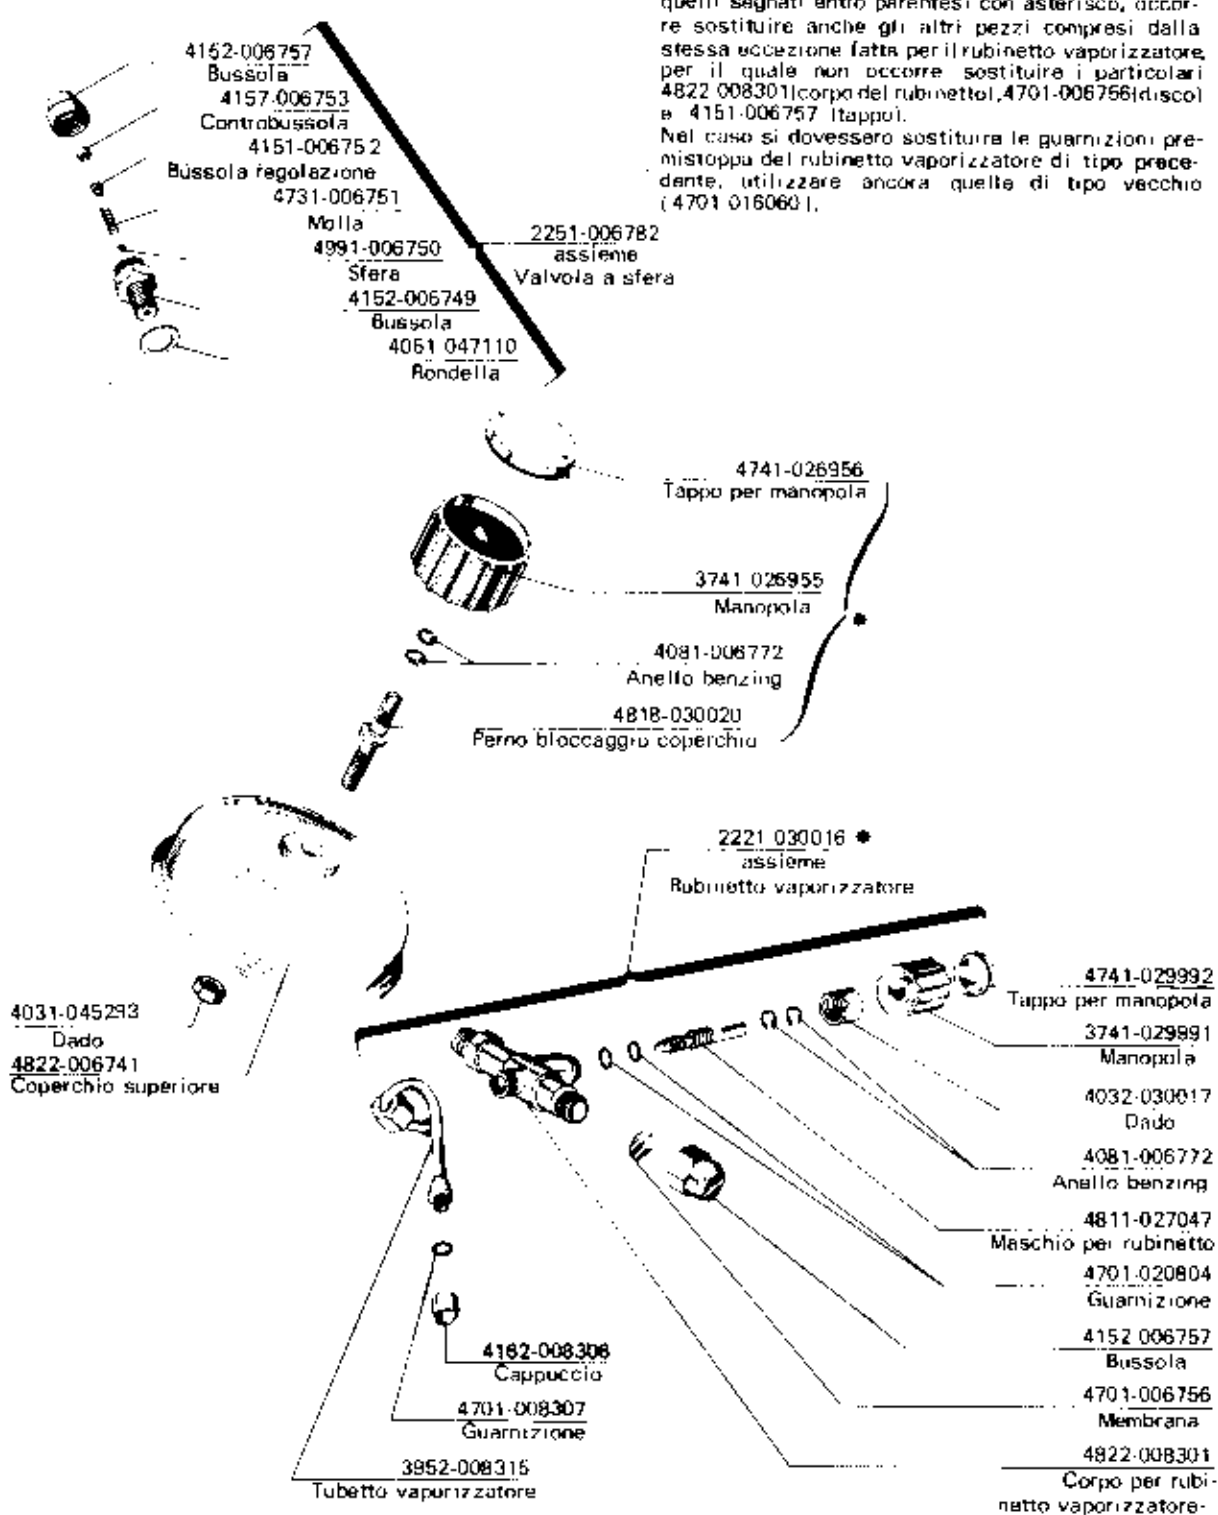 quelli segnati entro parentesi con asterisco, occor-
re sostituire anche gli altri pezzi compresi dalla
stessa eccezione fatta per il rubinetto vaporizzatore,
per il quale non occorre sostituire i particolari
4822 008301 (corpo del rubinetto), 4701-006756 (disco)
e 4151-006757 (tappo).
Nel caso si dovessero sostituire le guarnizioni pre-
mistoppa del rubinetto vaporizzatore di tipo prece-
dente, utilizzare ancora quelle di tipo vecchio
(4701 016060).
4152-006757
Bussola
4157-006753
Controbussola
4151-006752
Bussola regolazione
4731-006751
Molla
4991-006750
Sfera
4152-006749
Bussola
4061 047110
Rondella
2251-006782
assieme
Valvola a sfera
4741-026956
Tappo per manopola
3741 026955
Manopola
4081-006772
Anello benzing
4818-030020
Perno bloccaggio coperchio
2221 030016 *
assieme
Rubinetto vaporizzatore
4031-045293
Dado
4822-006741
Coperchio superiore
4741-029992
Tappo per manopola
3741-029991
Manopola
4032-030017
Dado
4081-006772
Anello benzing
4811-027047
Maschio per rubinetto
4701-020804
Guarnizione
4152 006757
Bussola
4701-006756
Membrana
4822-008301
Corpo per rubi-
netto vaporizzatore-
4162-008306
Cappuccio
4701-008307
Guarnizione
3952-008315
Tubetto vaporizzatore